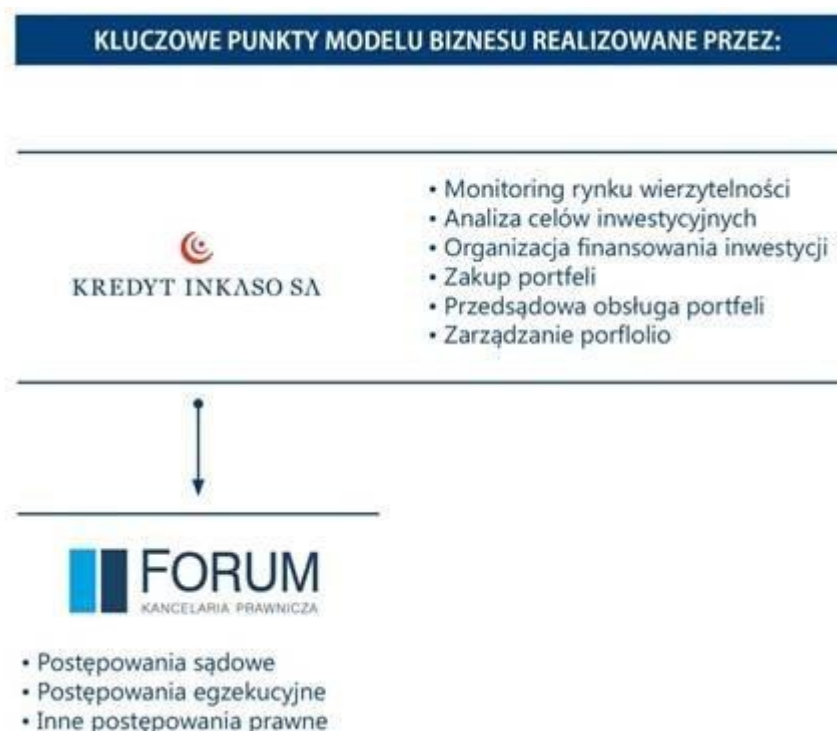 KLUCZOWE PUNKTY MODELU BIZNESU REALIZOWANE PRZEZ:
KREDYT INKASO SA
• Monitoring rynku wierzytelności
• Analiza celów inwestycyjnych
• Organizacja finansowania inwestycji
• Zakup portfeli
• Przedsądowa obsługa portfeli
• Zarządzanie porflolio
FORUM
KANCELARIA PRAWNICZA
• Postępowania sądowe
• Postępowania egzekucyjne
• Inne postępowania prawne